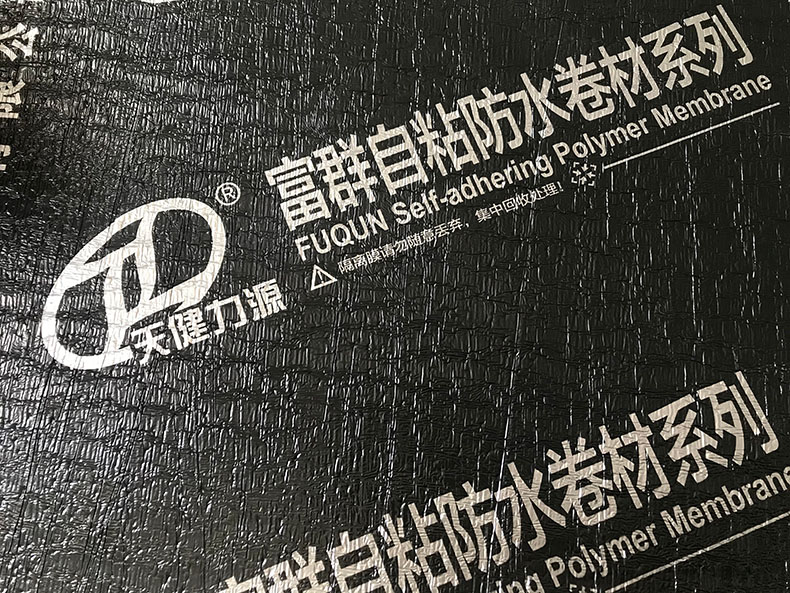 限公
®
天健力源
富群自粘防水卷材系列
FUQUN Self-adhering Polymer Membrane
隔离膜请勿随意丢弃，集中回收处理！
富群自粘防水卷材系列
ing Polymer Membrane